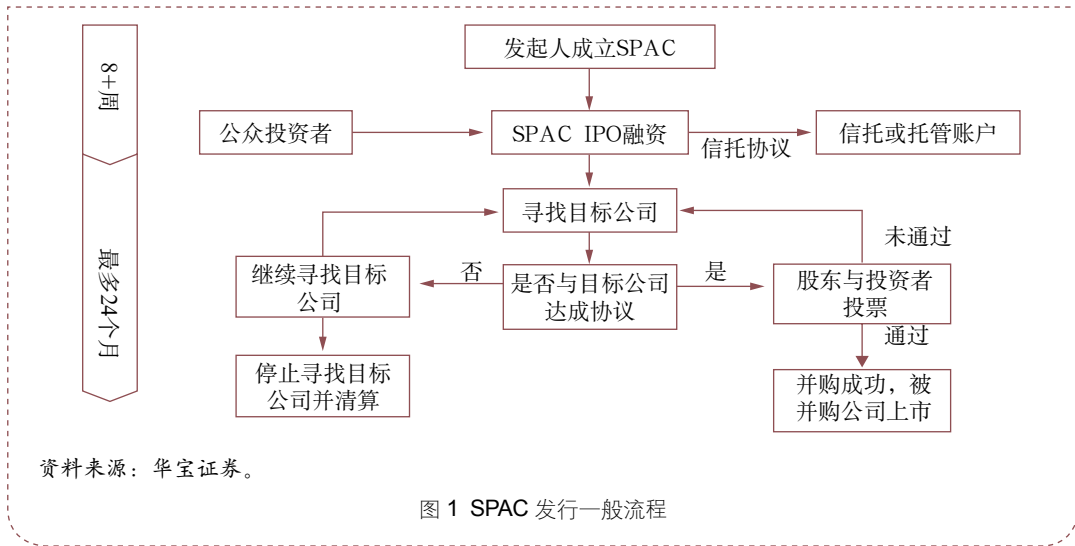 发起人成立SPAC
8+周
公众投资者
SPAC IPO融资
信托协议
信托或托管账户
寻找目标公司
未通过
最多24个月
继续寻找目标
公司
否
是否与目标公司
达成协议
是
股东与投资者
投票
通过
停止寻找目标
公司并清算
并购成功，被
并购公司上市
资料来源：华宝证券。
图 1 SPAC 发行一般流程